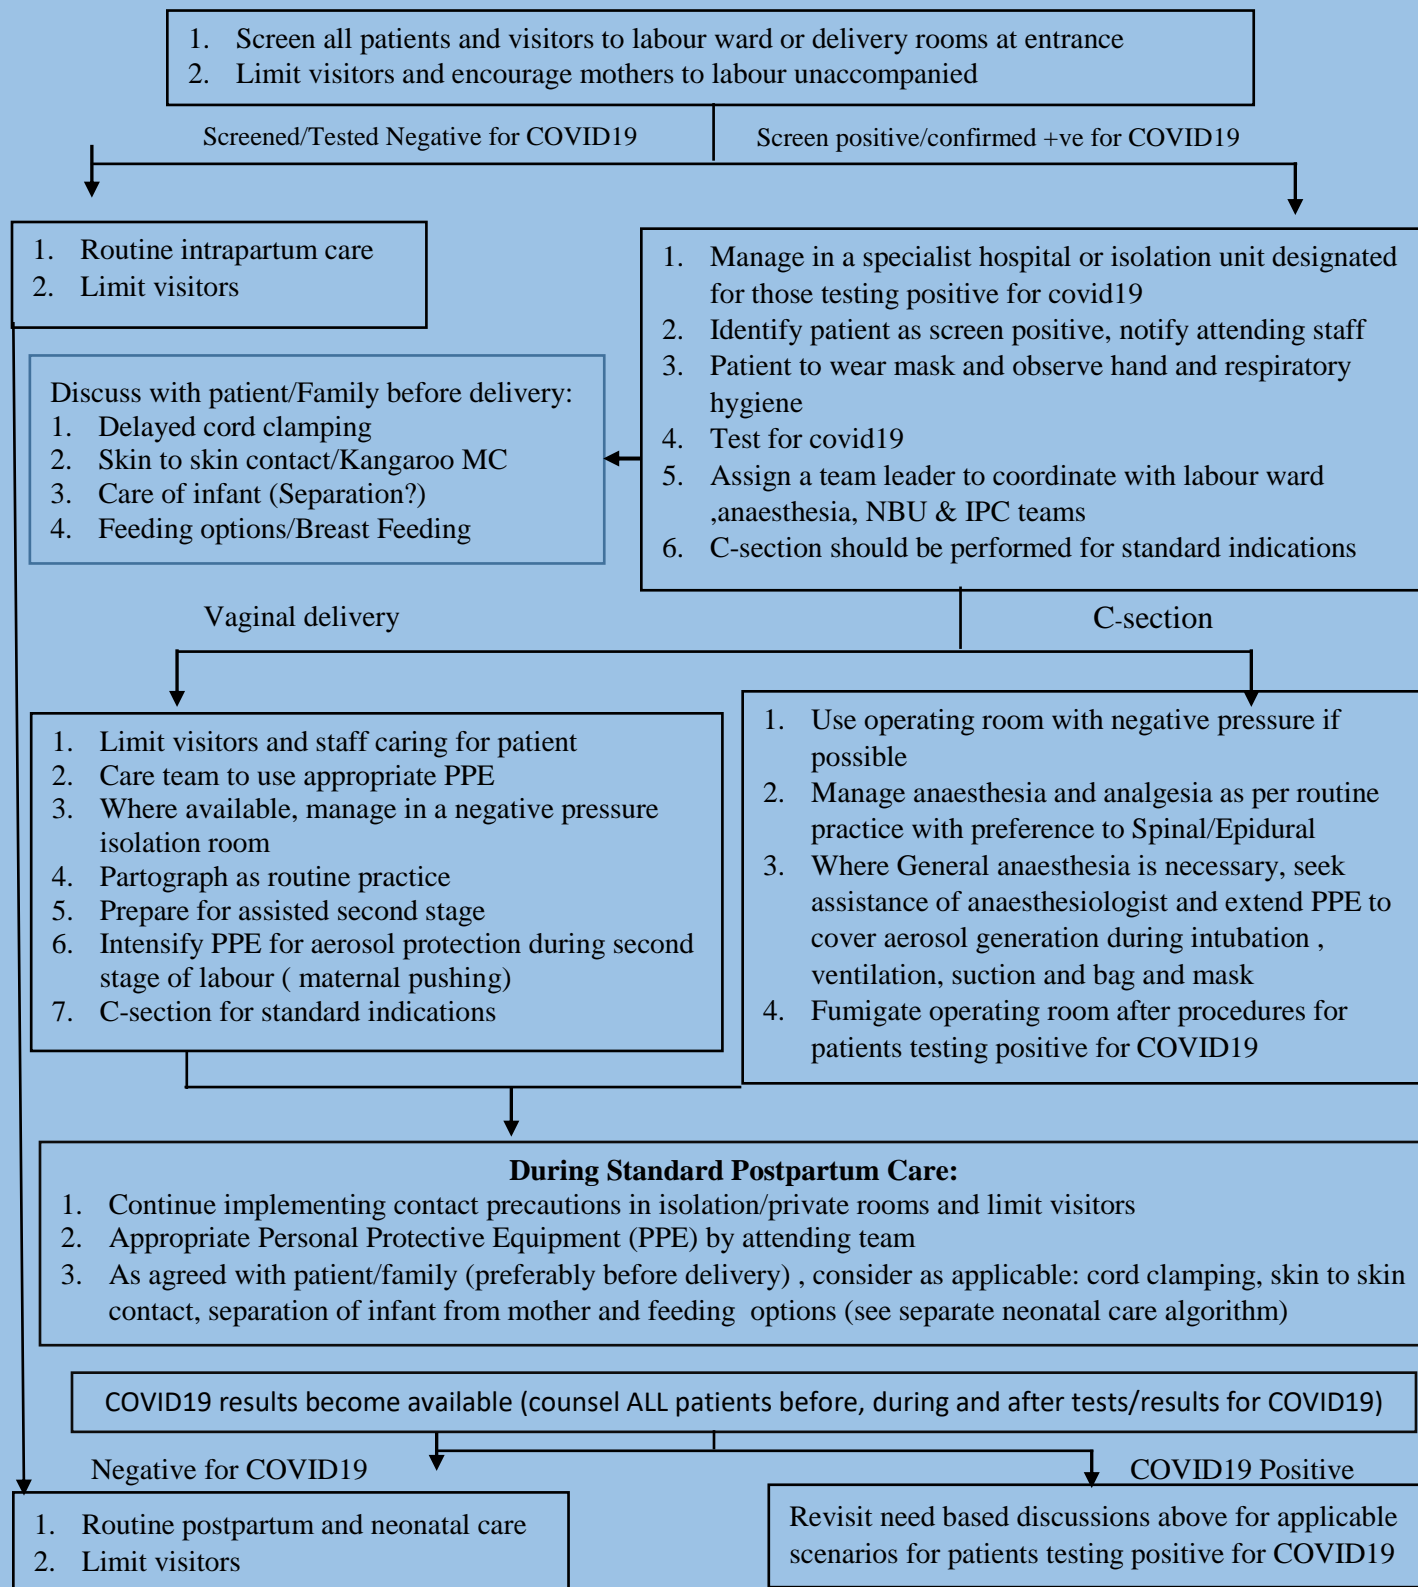 1. Screen all patients and visitors to labour ward or delivery rooms at entrance
2. Limit visitors and encourage mothers to labour unaccompanied
Screened/Tested Negative for COVID19
Screen positive/confirmed +ve for COVID19
1. Routine intrapartum care
2. Limit visitors
1. Manage in a specialist hospital or isolation unit designated
for those testing positive for covid19
2. Identify patient as screen positive, notify attending staff
3. Patient to wear mask and observe hand and respiratory
hygiene
4. Test for covid19
5. Assign a team leader to coordinate with labour ward
,anaesthesia, NBU & IPC teams
6. C-section should be performed for standard indications
Discuss with patient/Family before delivery:
1. Delayed cord clamping
2. Skin to skin contact/Kangaroo MC
3. Care of infant (Separation?)
4. Feeding options/Breast Feeding
Vaginal delivery
C-section
1. Limit visitors and staff caring for patient
2. Care team to use appropriate PPE
3. Where available, manage in a negative pressure
isolation room
4. Partograph as routine practice
5. Prepare for assisted second stage
6. Intensify PPE for aerosol protection during second
stage of labour ( maternal pushing)
7. C-section for standard indications
1. Use operating room with negative pressure if
possible
2. Manage anaesthesia and analgesia as per routine
practice with preference to Spinal/Epidural
3. Where General anaesthesia is necessary, seek
assistance of anaesthesiologist and extend PPE to
cover aerosol generation during intubation ,
ventilation, suction and bag and mask
4. Fumigate operating room after procedures for
patients testing positive for COVID19
During Standard Postpartum Care:
1. Continue implementing contact precautions in isolation/private rooms and limit visitors
2. Appropriate Personal Protective Equipment (PPE) by attending team
3. As agreed with patient/family (preferably before delivery) , consider as applicable: cord clamping, skin to skin
contact, separation of infant from mother and feeding options (see separate neonatal care algorithm)
COVID19 results become available (counsel ALL patients before, during and after tests/results for COVID19)
Negative for COVID19
COVID19 Positive
1. Routine postpartum and neonatal care
2. Limit visitors
Revisit need based discussions above for applicable
scenarios for patients testing positive for COVID19